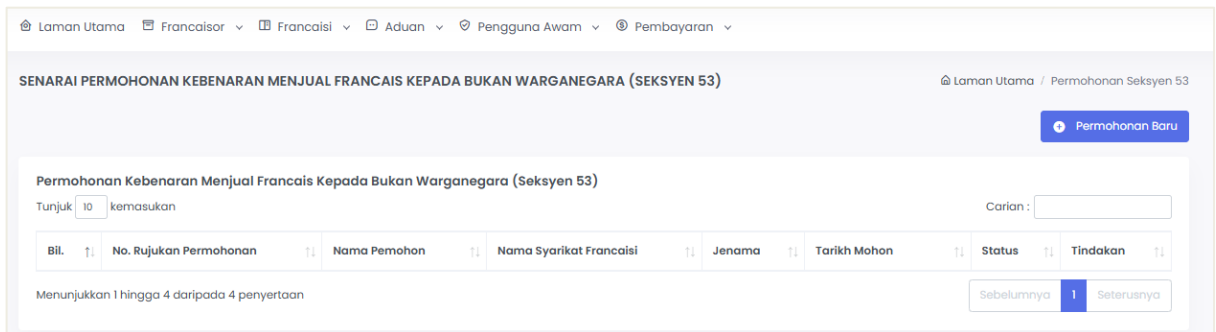 Laman Utama Francaisor Francaisi Aduan Pengguna Awam Pembayaran
SENARAI PERMOHONAN KEBENARAN MENJUAL FRANCAIS KEPADA BUKAN WARGANEGARA (SEKSYEN 53) Laman Utama / Permohonan Seksyen 53
Permohonan Baru
Permohonan Kebenaran Menjual Francais Kepada Bukan Warganegara (Seksyen 53)
Tunjuk 10 kemasukan Carian :
Bil. No. Rujukan Permohonan Nama Pemohon Nama Syarikat Francaisi Jenama Tarikh Mohon Status Tindakan
Menunjukkan 1 hingga 4 daripada 4 penyertaan Sebelumnya 1 Seterusnya